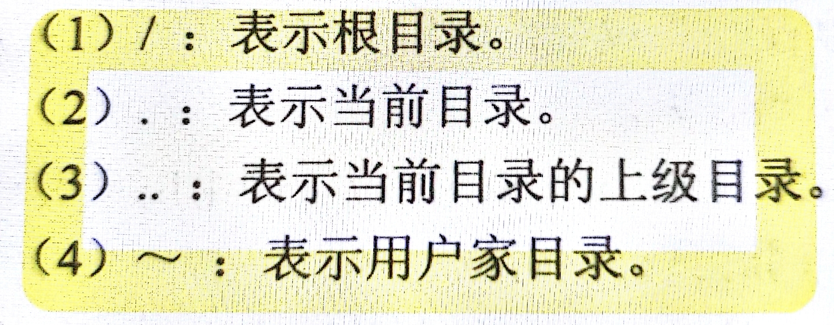 （1）/ ：表示根目录。
（2）. ：表示当前目录。
（3）.. ：表示当前目录的上级目录。
（4）～ ：表示用户家目录。